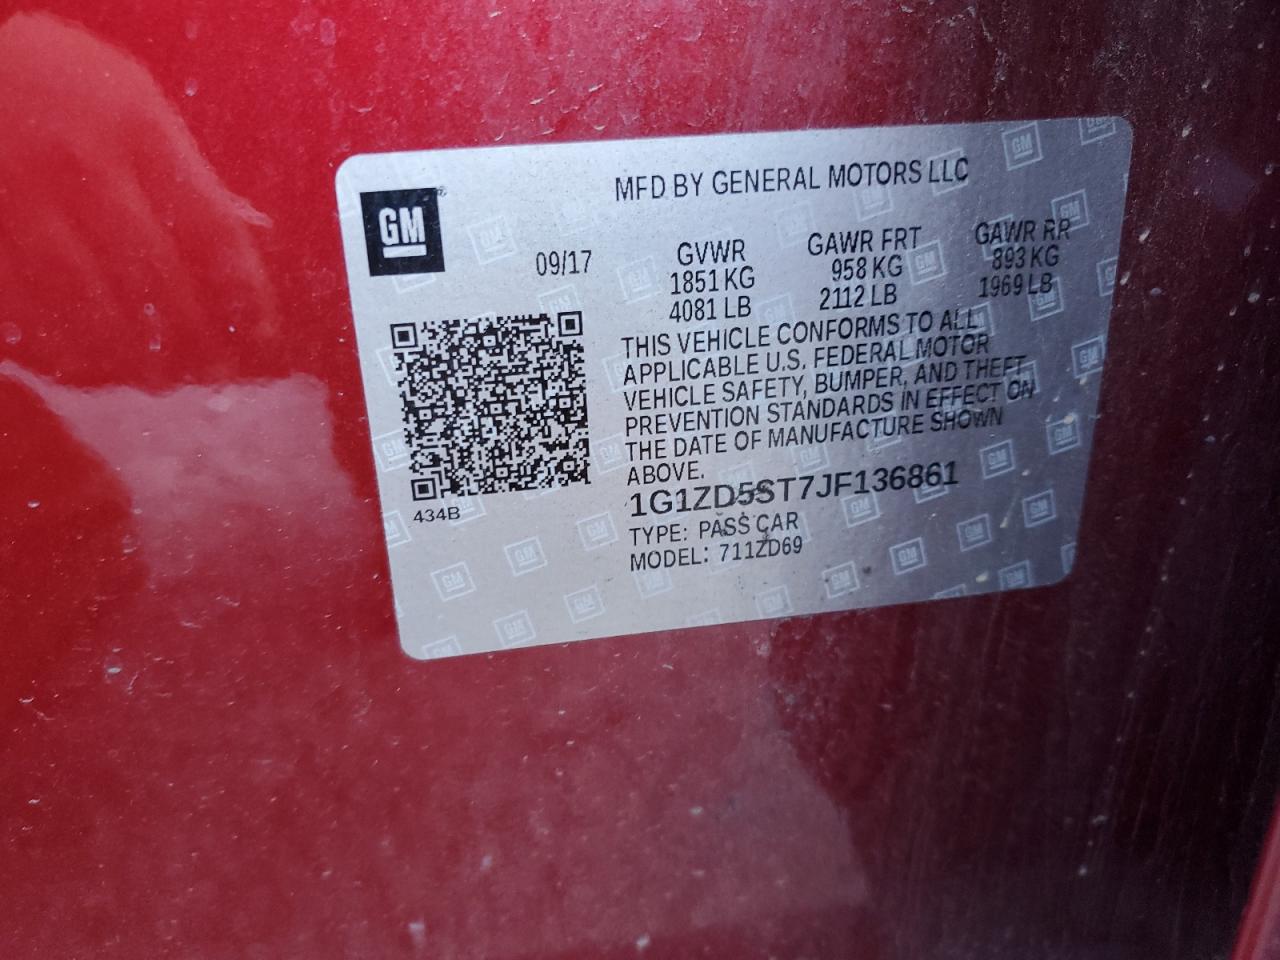 MFD BY GENERAL MOTORS LLC
GM®
09/17
GVWR
1851 KG
4081 LB
GAWR FRT
958 KG
2112 LB
GAWR RR
893 KG
1969 LB
THIS VEHICLE CONFORMS TO ALL
APPLICABLE U.S. FEDERAL MOTOR
VEHICLE SAFETY, BUMPER, AND THEFT
PREVENTION STANDARDS IN EFFECT ON
THE DATE OF MANUFACTURE SHOWN
ABOVE.
1G1ZD5ST7JF136861
TYPE: PASS CAR
MODEL: 711ZD69
434B